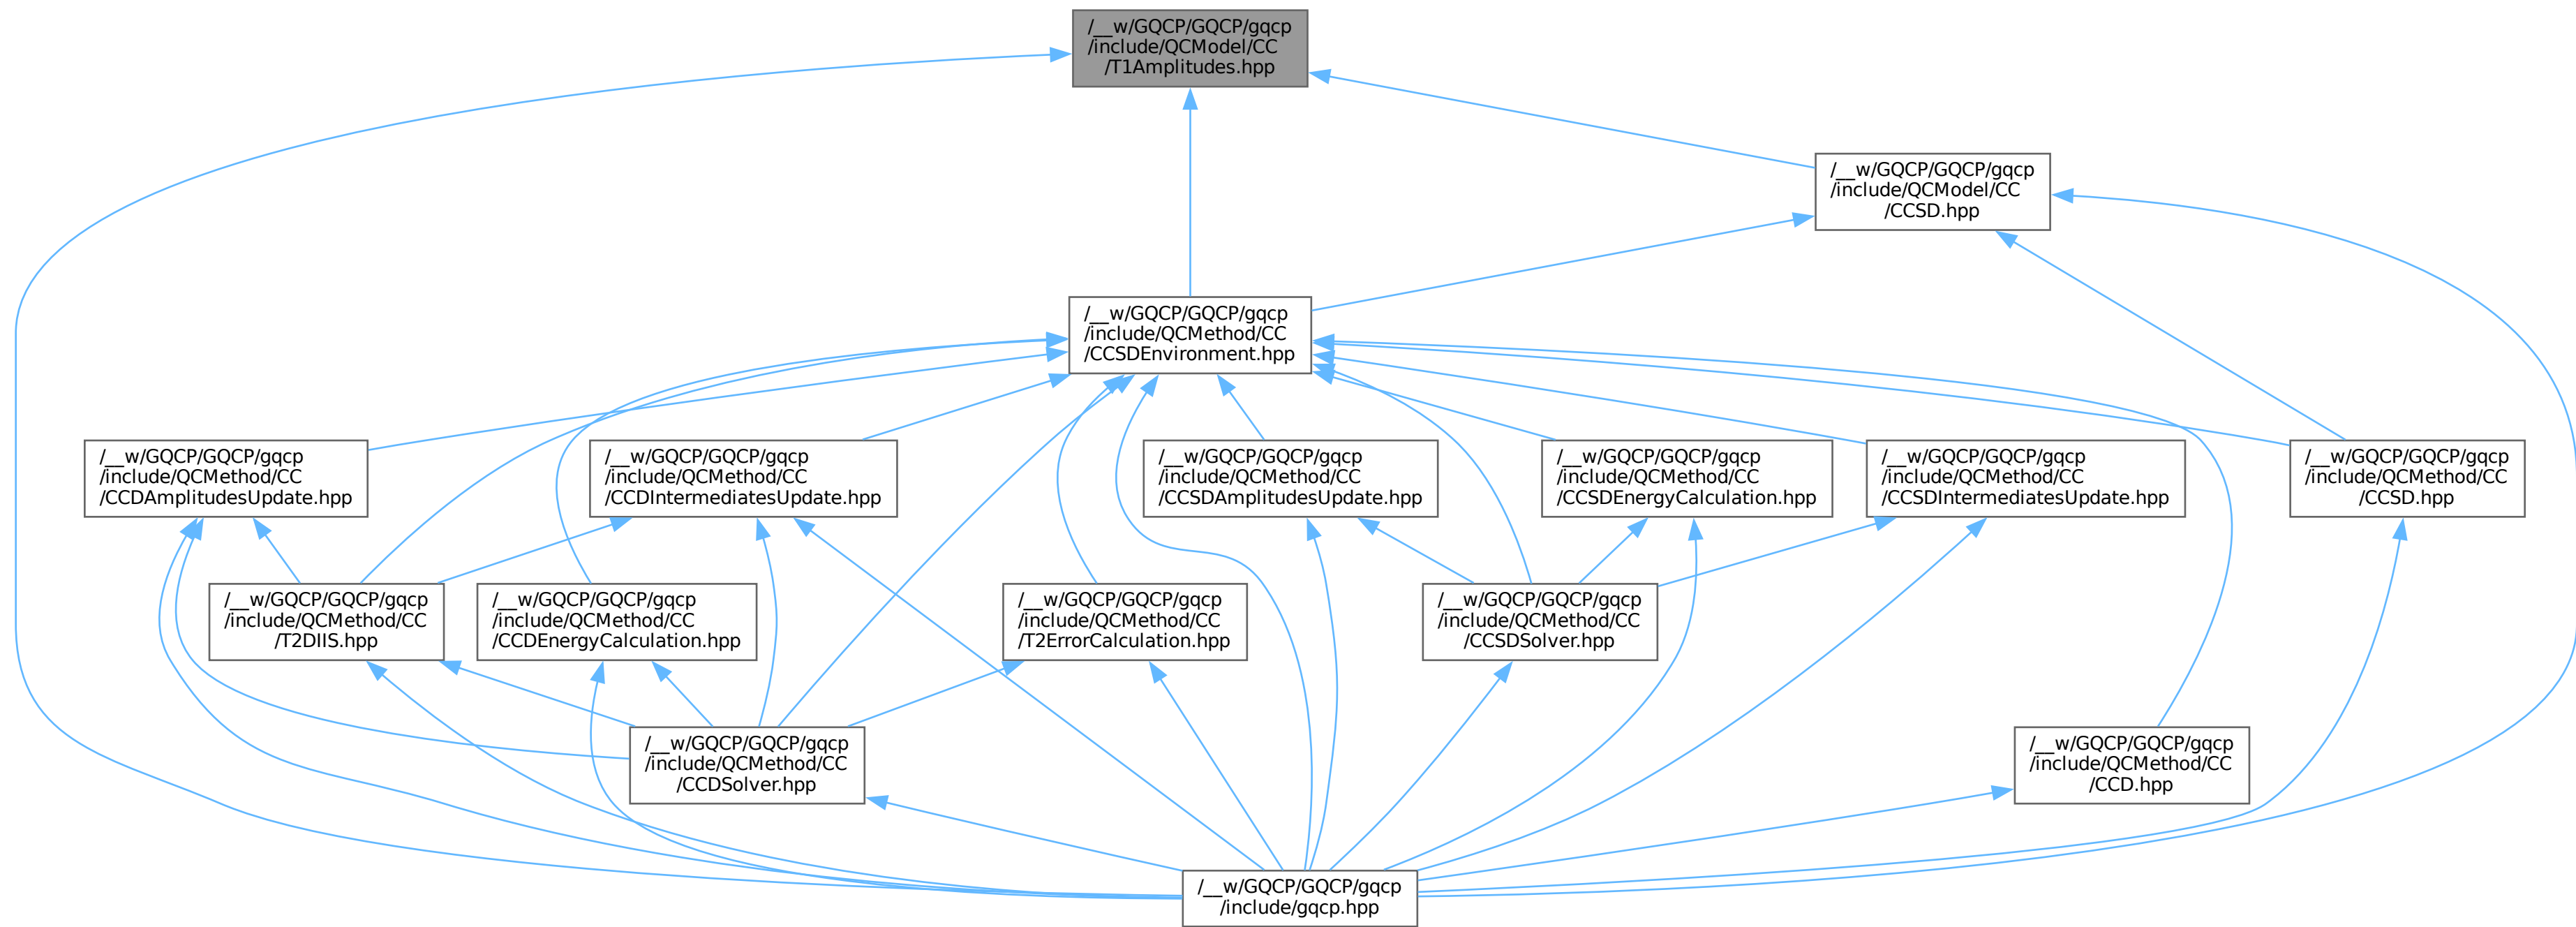 /__w/GQCP/GQCP/gqcp
/include/QCModel/CC
/T1Amplitudes.hpp
/__w/GQCP/GQCP/gqcp
/include/QCModel/CC
/CCSD.hpp
/__w/GQCP/GQCP/gqcp
/include/QCMethod/CC
/CCSDEnvironment.hpp
/__w/GQCP/GQCP/gqcp
/include/QCMethod/CC
/CCDAmplitudesUpdate.hpp
/__w/GQCP/GQCP/gqcp
/include/QCMethod/CC
/CCDIntermediatesUpdate.hpp
/__w/GQCP/GQCP/gqcp
/include/QCMethod/CC
/CCSDAmplitudesUpdate.hpp
/__w/GQCP/GQCP/gqcp
/include/QCMethod/CC
/CCSDEnergyCalculation.hpp
/__w/GQCP/GQCP/gqcp
/include/QCMethod/CC
/CCSDIntermediatesUpdate.hpp
/__w/GQCP/GQCP/gqcp
/include/QCMethod/CC
/CCSD.hpp
/__w/GQCP/GQCP/gqcp
/include/QCMethod/CC
/T2DIIS.hpp
/__w/GQCP/GQCP/gqcp
/include/QCMethod/CC
/CCDEnergyCalculation.hpp
/__w/GQCP/GQCP/gqcp
/include/QCMethod/CC
/T2ErrorCalculation.hpp
/__w/GQCP/GQCP/gqcp
/include/QCMethod/CC
/CCSDSolver.hpp
/__w/GQCP/GQCP/gqcp
/include/QCMethod/CC
/CCDSolver.hpp
/__w/GQCP/GQCP/gqcp
/include/QCMethod/CC
/CCD.hpp
/__w/GQCP/GQCP/gqcp
/include/gqcp.hpp